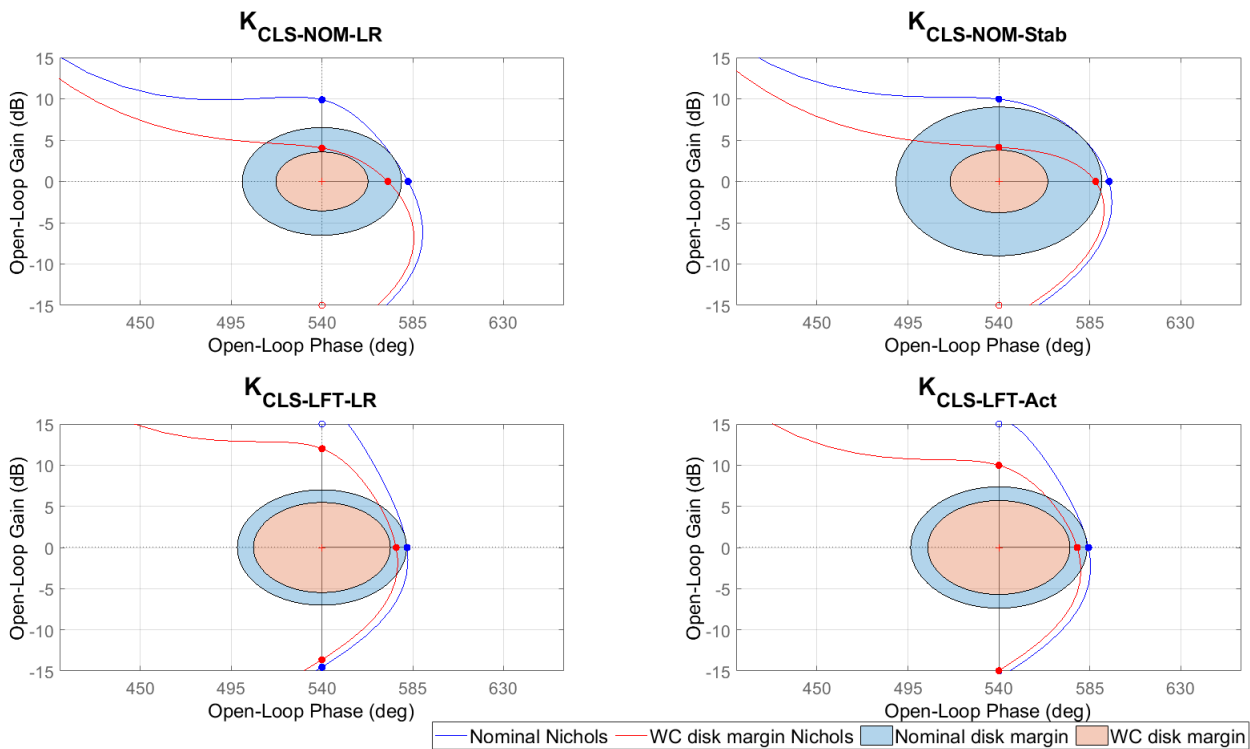 K_CLS-NOM-LR
15
10
5
0
-5
-10
-15
450 495 540 585 630
Open-Loop Gain (dB)
Open-Loop Phase (deg)
K_CLS-NOM-Stab
15
10
5
0
-5
-10
-15
450 495 540 585 630
Open-Loop Gain (dB)
Open-Loop Phase (deg)
K_CLS-LFT-LR
15
10
5
0
-5
-10
-15
450 495 540 585 630
Open-Loop Gain (dB)
Open-Loop Phase (deg)
K_CLS-LFT-Act
15
10
5
0
-5
-10
-15
450 495 540 585 630
Open-Loop Gain (dB)
Open-Loop Phase (deg)
Nominal Nichols WC disk margin Nichols Nominal disk margin WC disk margin